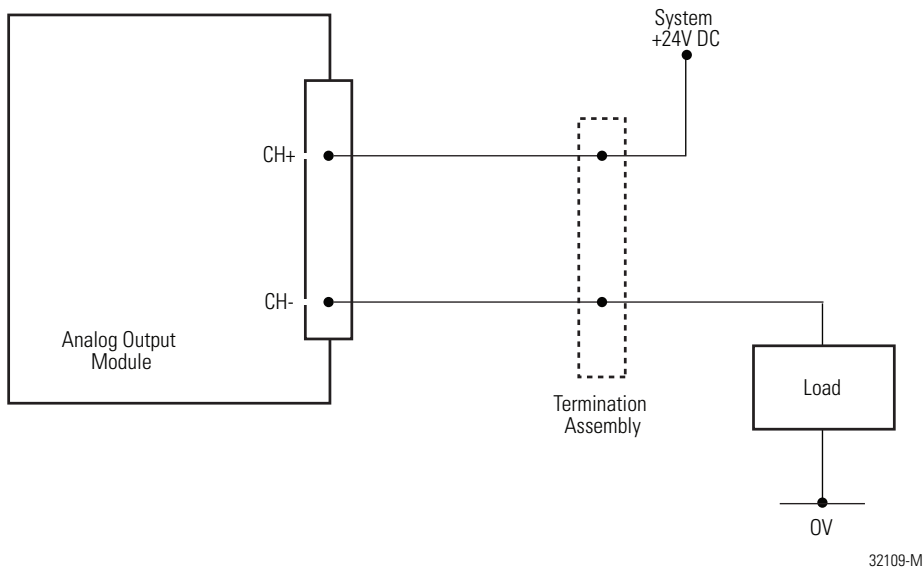 System
+24V DC
CH+
CH-
Analog Output
Module
Termination
Assembly
Load
0V
32109-M